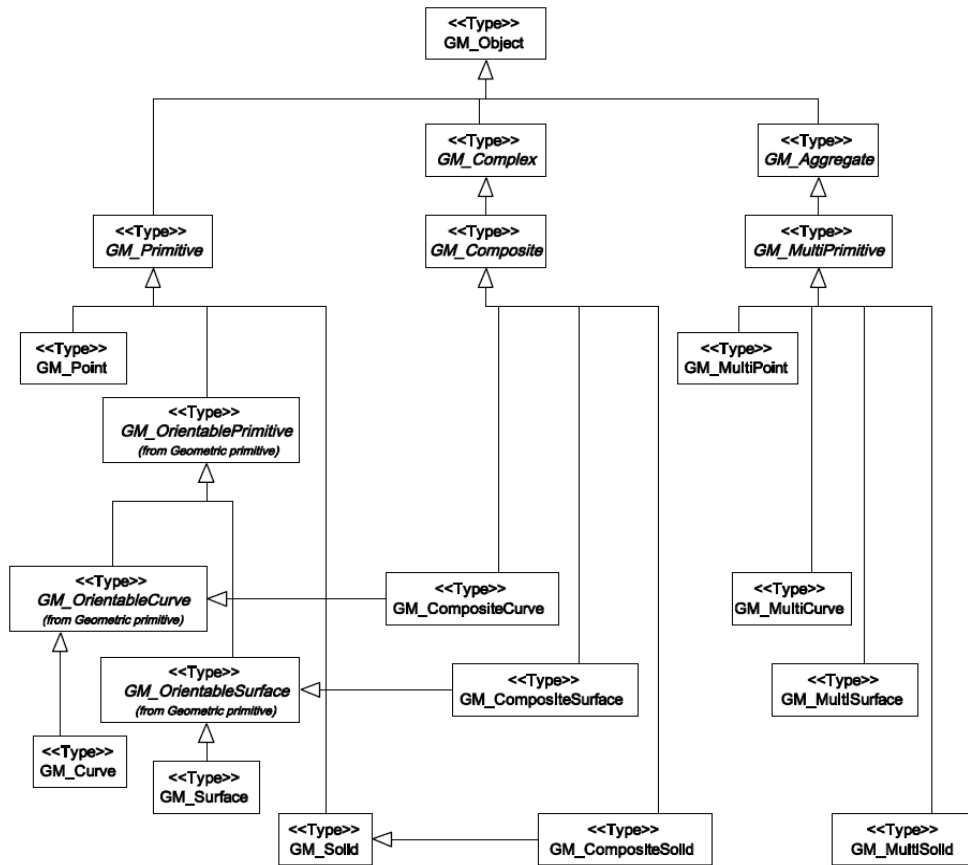 <<Type>>
GM_Object
<<Type>>
GM_Complex
<<Type>>
GM_Aggregate
<<Type>>
GM_Primitive
<<Type>>
GM_Composite
<<Type>>
GM_MultiPrimitive
<<Type>>
GM_Point
<<Type>>
GM_MultiPoint
<<Type>>
GM_OrientablePrimitive
(from Geometric primitive)
<<Type>>
GM_OrientableCurve
(from Geometric primitive)
<<Type>>
GM_CompositeCurve
<<Type>>
GM_MultiCurve
<<Type>>
GM_OrientableSurface
(from Geometric primitive)
<<Type>>
GM_CompositeSurface
<<Type>>
GM_MultiSurface
<<Type>>
GM_Curve
<<Type>>
GM_Surface
<<Type>>
GM_Solid
<<Type>>
GM_CompositeSolid
<<Type>>
GM_MultiSolid